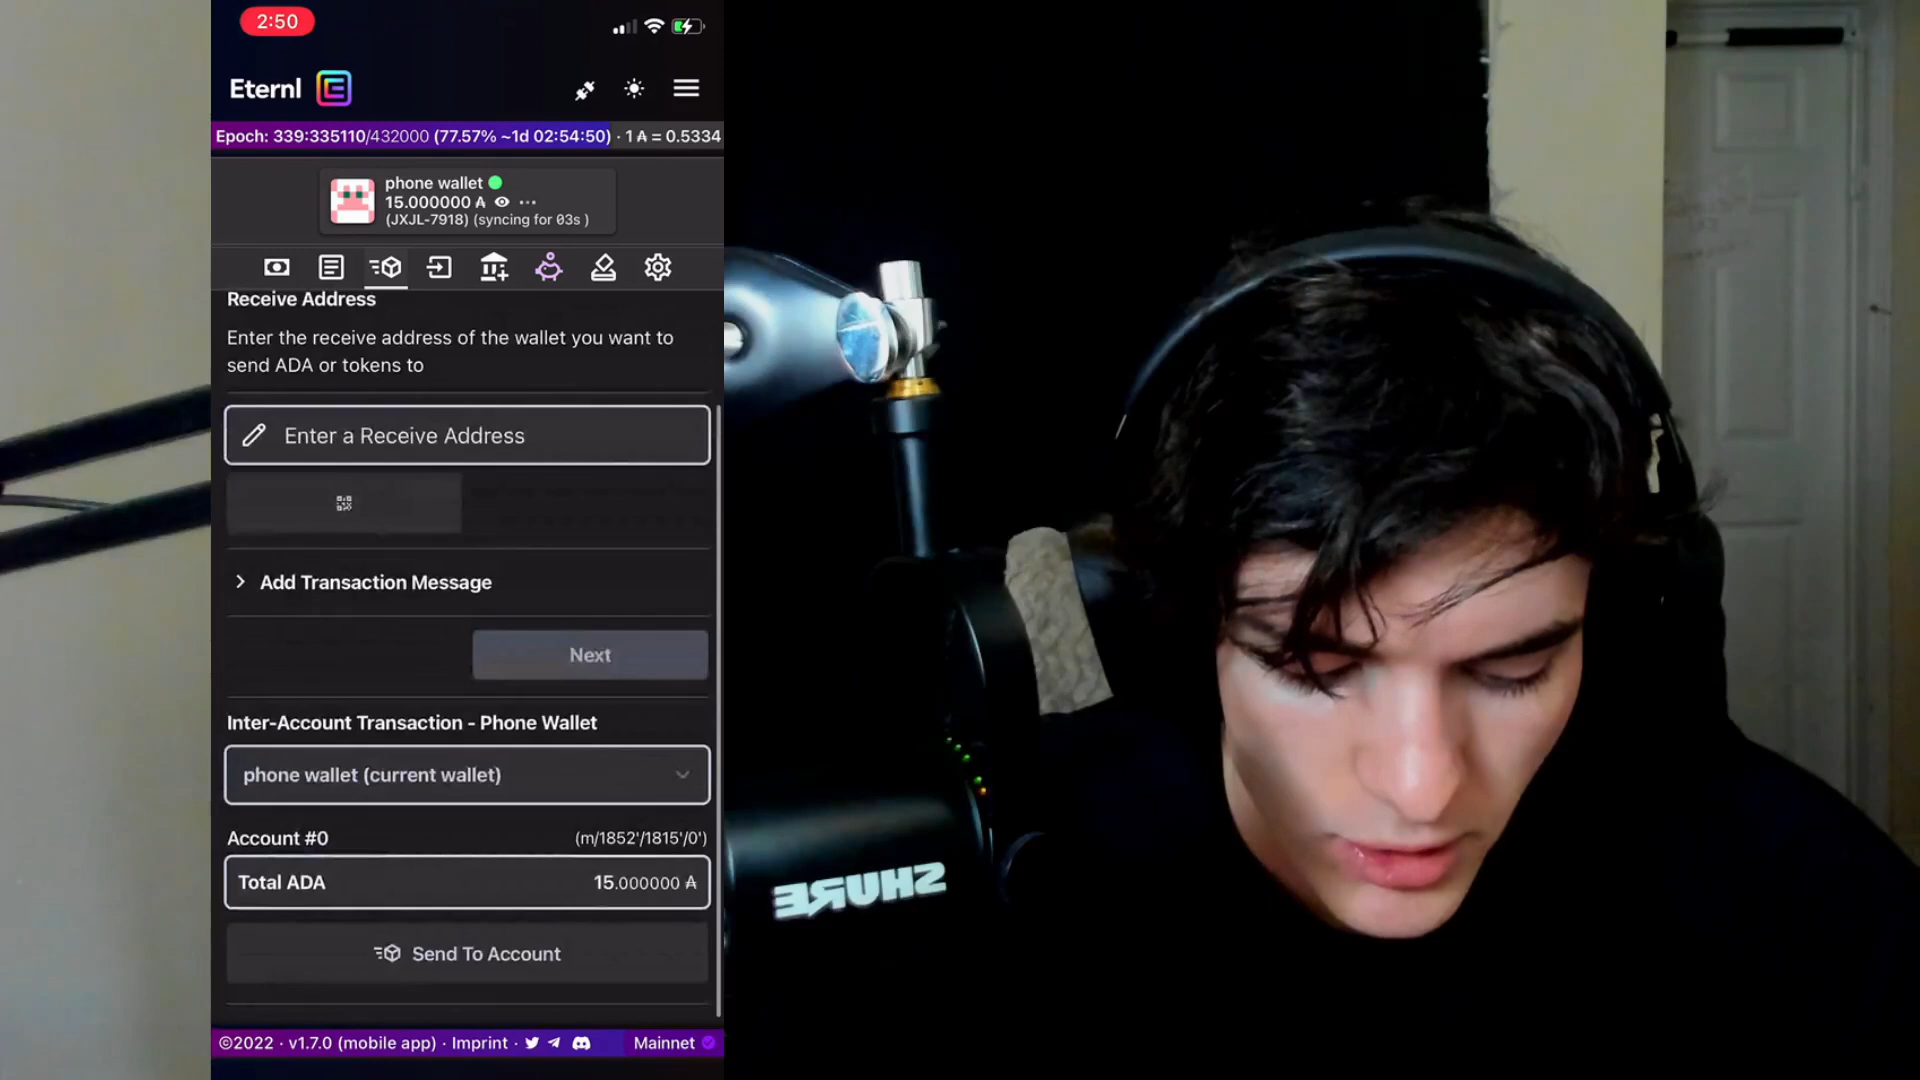 2:50
Eternl
Epoch: 339:335110/432000 (77.57% ~1d 02:54:50) · 1 ₳ = 0.5334
phone wallet
15.000000 ₳
(JXJL-7918) (syncing for 03s )
Receive Address
Enter the receive address of the wallet you want to
send ADA or tokens to
Enter a Receive Address
Add Transaction Message
Next
Inter-Account Transaction - Phone Wallet
phone wallet (current wallet)
Account #0 (m/1852'/1815'/0')
Total ADA 15.000000 ₳
Send To Account
©2022 · v1.7.0 (mobile app) · Imprint · Mainnet
SHURE